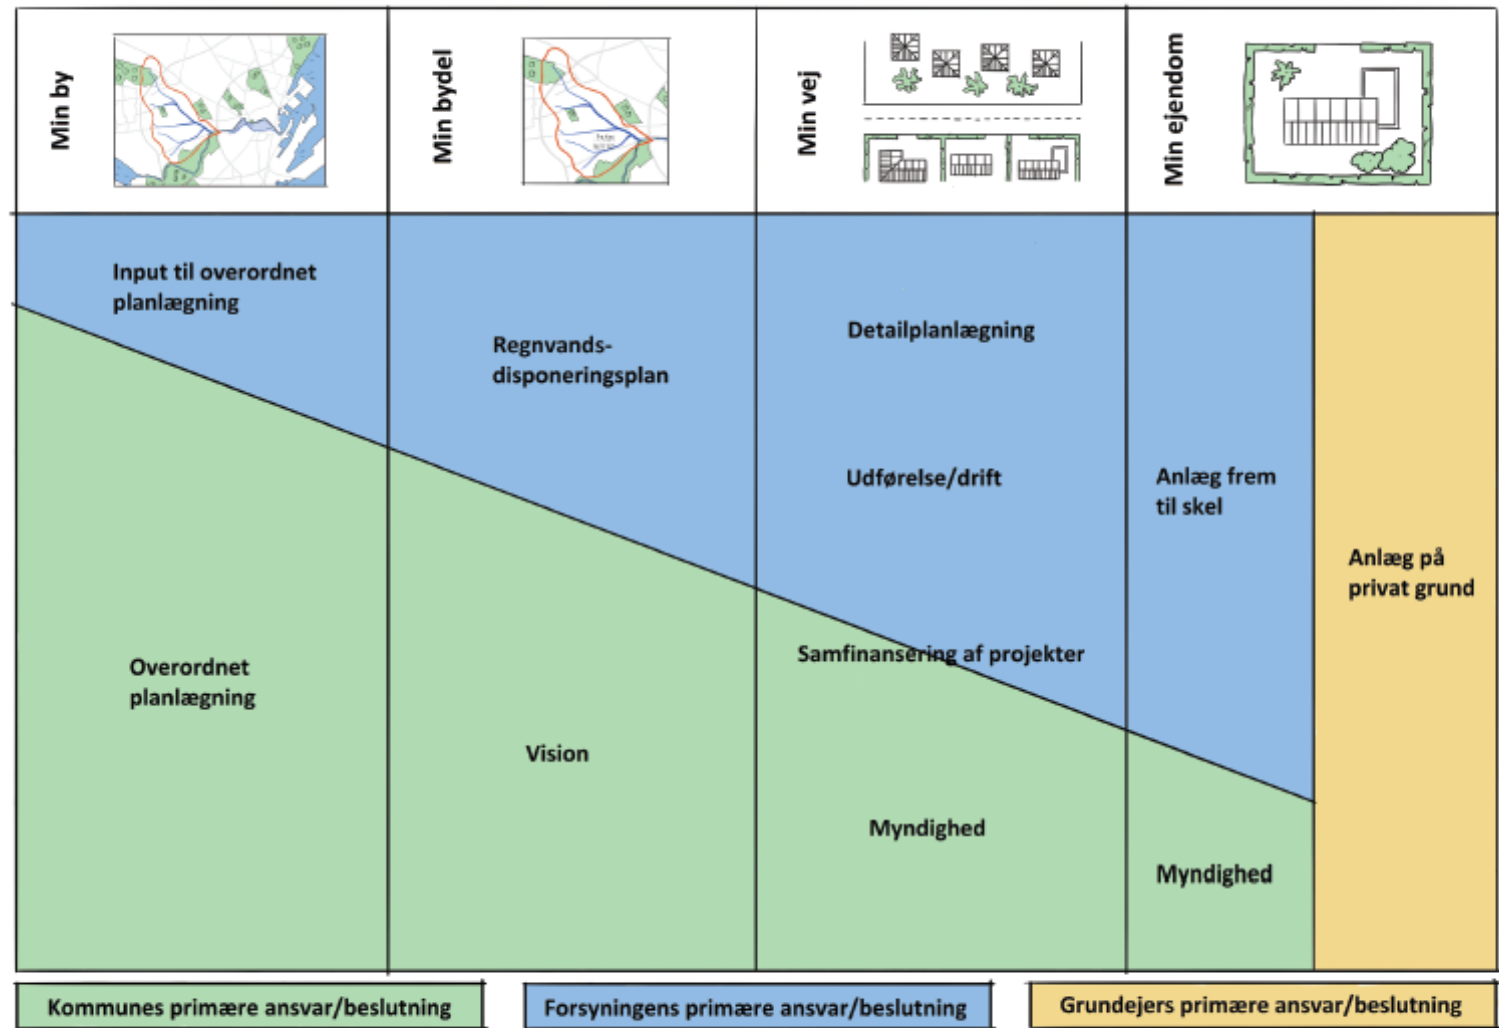 Min by
Min bydel
Min vej
Min ejendom
Input til overordnet
planlægning
Regnvands-
disponeringsplan
Detailplanlægning
Udførelse/drift
Anlæg frem
til skel
Anlæg på
privat grund
Samfinansering af projekter
Overordnet
planlægning
Vision
Myndighed
Myndighed
Kommunes primære ansvar/beslutning
Forsyningens primære ansvar/beslutning
Grundejers primære ansvar/beslutning